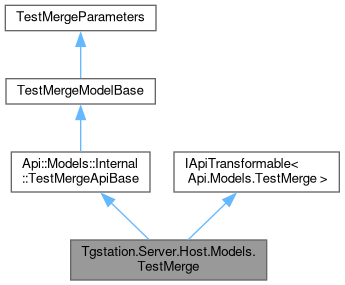 TestMergeParameters
TestMergeModelBase
Api::Models::Internal
::TestMergeApiBase
IApiTransformable<
Api.Models.TestMerge >
Tgstation.Server.Host.Models.
TestMerge